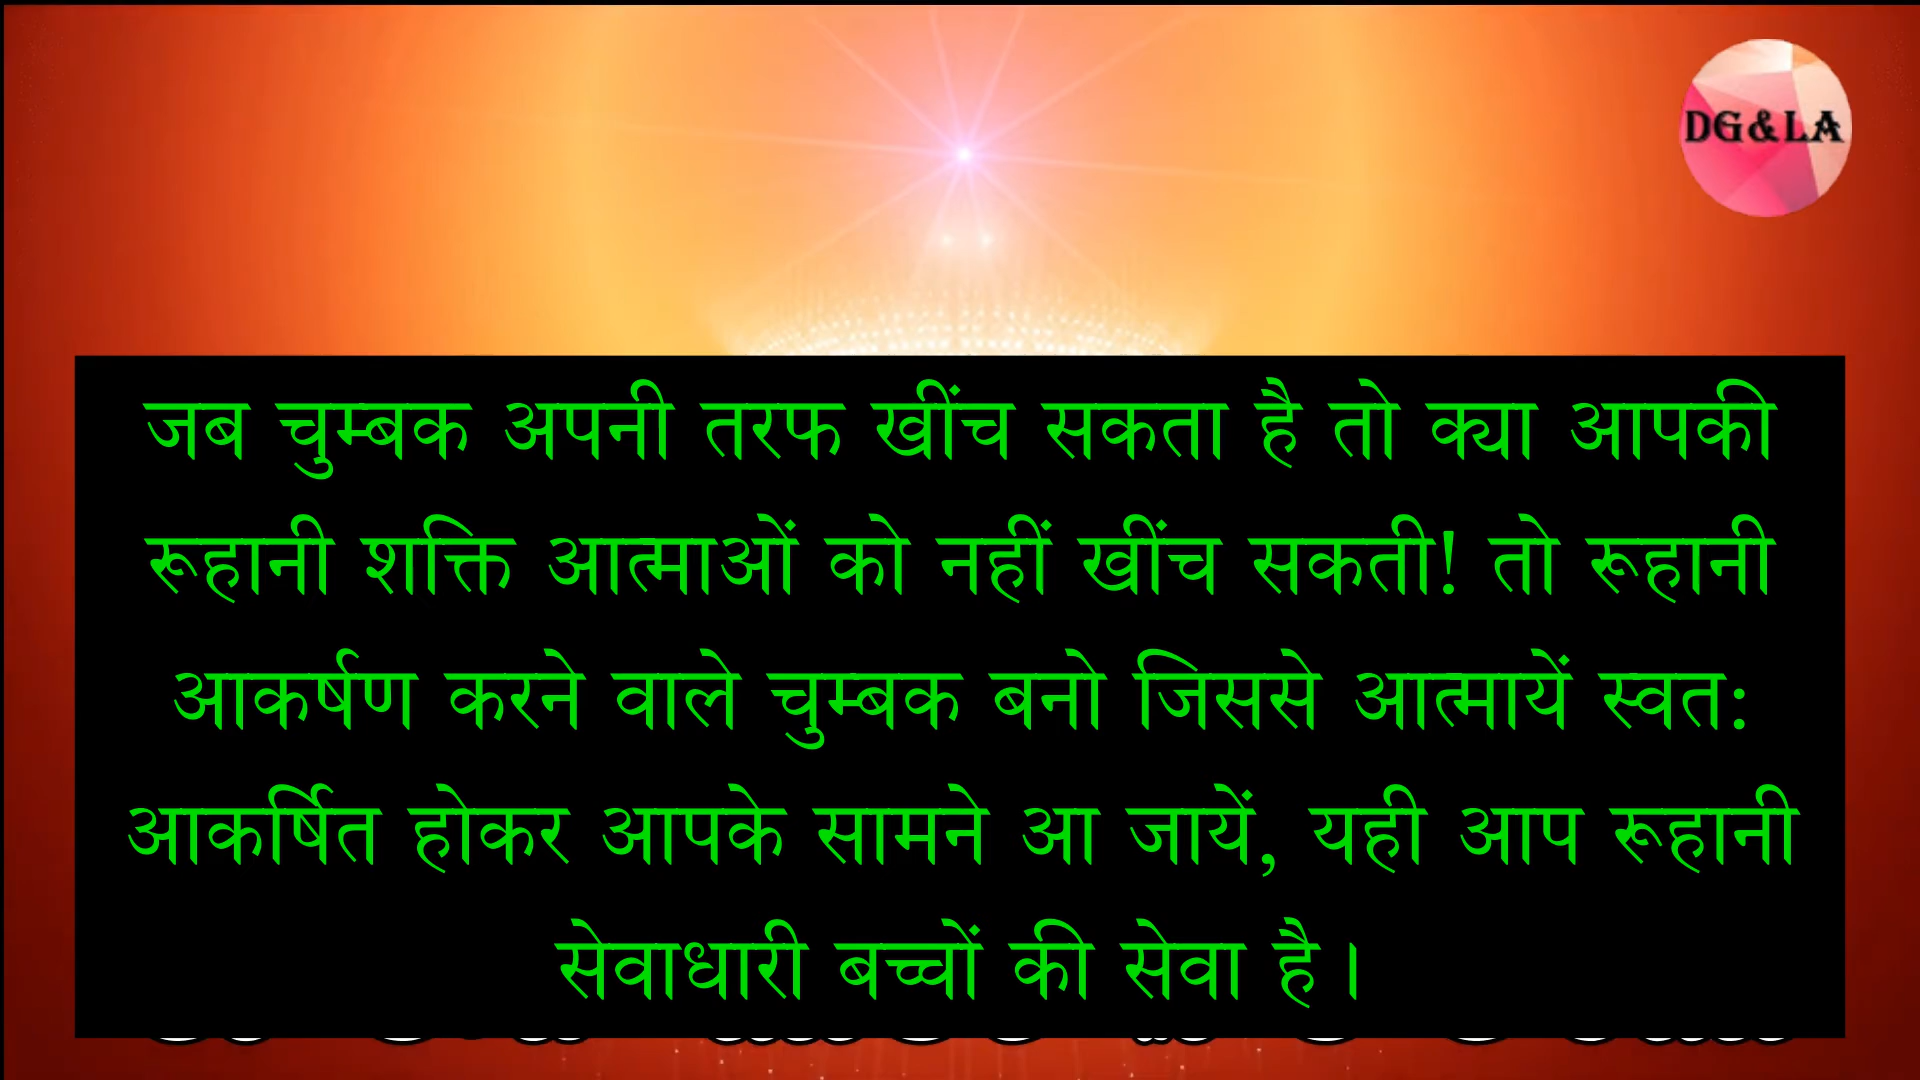 DG&LA
जब चुम्बक अपनी तरफ खींच सकता है तो क्या आपकी
रूहानी शक्ति आत्माओं को नहीं खींच सकती! तो रूहानी
आकर्षण करने वाले चुम्बक बनो जिससे आत्मायें स्वत:
आकर्षित होकर आपके सामने आ जायें, यही आप रूहानी
सेवाधारी बच्चों की सेवा है।